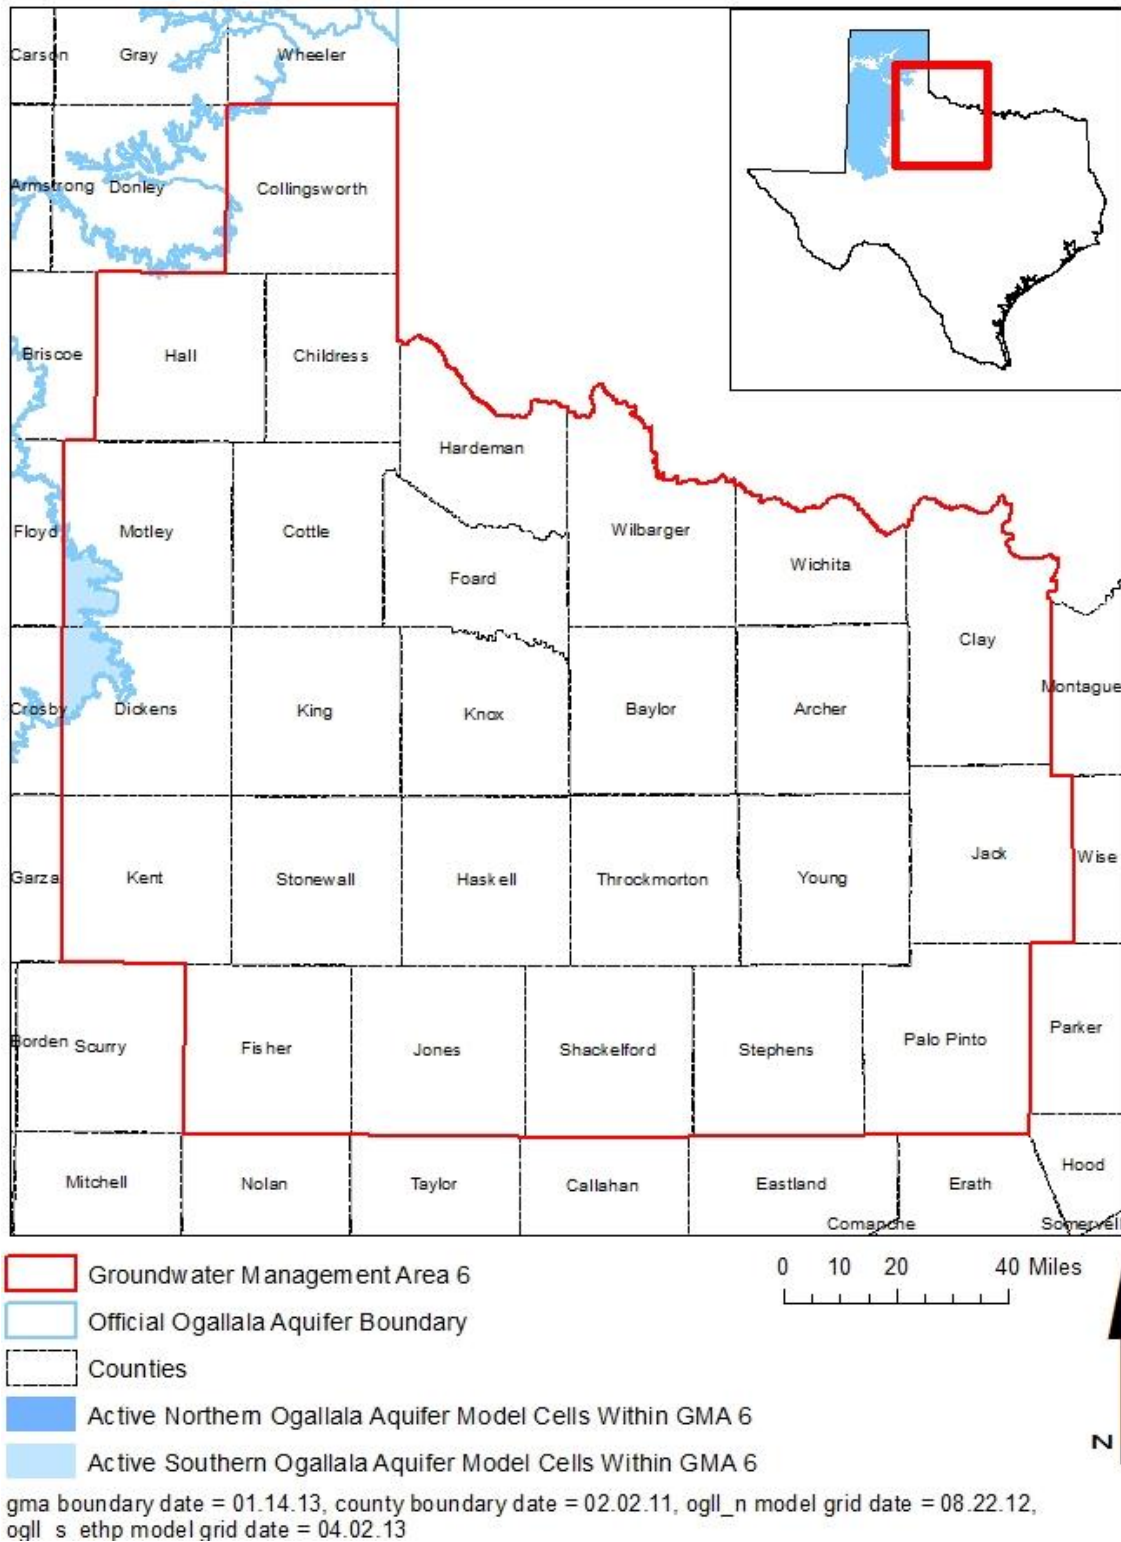 Carson Gray Wheeler
Armstrong Donley Collingsworth
Briscoe Hall Childress
Hardeman
Floyd Motley Cottle Wilbarger
Foard Wichita
Clay
Montague
Crosby Dickens King Knox Baylor Archer
Garza Kent Stonewall Haskell Throckmorton Young Jack Wise
Borden Scurry Fisher Jones Shackelford Stephens Palo Pinto Parker
Mitchell Nolan Taylor Callahan Eastland Erath Hood
Comanche Somervell
0 10 20 40 Miles
Groundwater Management Area 6
Official Ogallala Aquifer Boundary
Counties
Active Northern Ogallala Aquifer Model Cells Within GMA 6
Active Southern Ogallala Aquifer Model Cells Within GMA 6
N
gma boundary date = 01.14.13, county boundary date = 02.02.11, ogll_n model grid date = 08.22.12,
ogll_s_ethp model grid date = 04.02.13